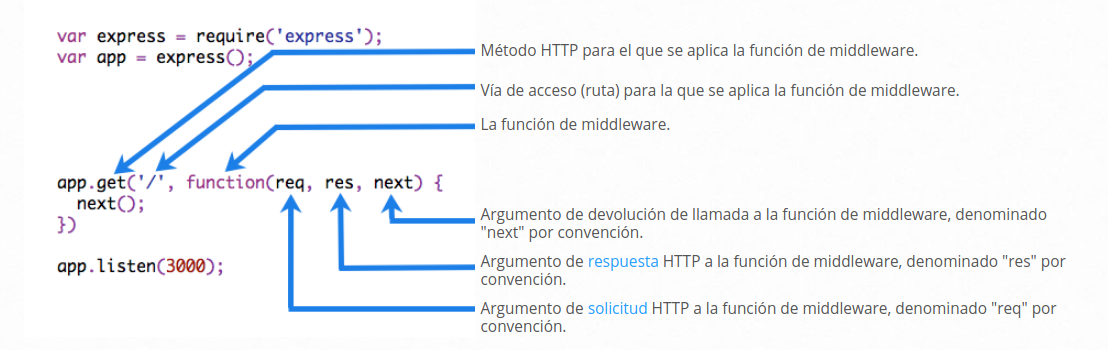 var express = require('express');
var app = express();
Método HTTP para el que se aplica la función de middleware.
Vía de acceso (ruta) para la que se aplica la función de middleware.
La función de middleware.
app.get('/', function(req, res, next) {
next();
})
app.listen(3000);
Argumento de devolución de llamada a la función de middleware, denominado
"next" por convención.
Argumento de respuesta HTTP a la función de middleware, denominado "res" por
convención.
Argumento de solicitud HTTP a la función de middleware, denominado "req" por
convención.